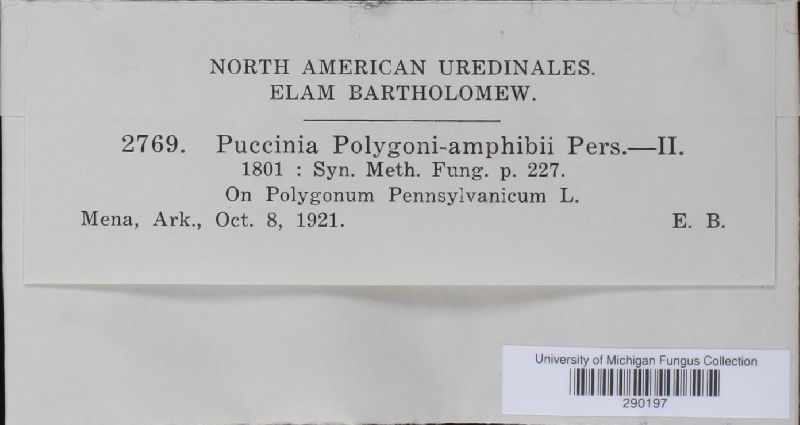 NORTH AMERICAN UREDINALES.
ELAM BARTHOLOMEW.
2769. Puccinia Polygoni-amphibii Pers.—II.
1801 : Syn. Meth. Fung. p. 227.
On Polygonum Pennsylvanicum L.
Mena, Ark., Oct. 8, 1921. E. B.
University of Michigan Fungus Collection
290197